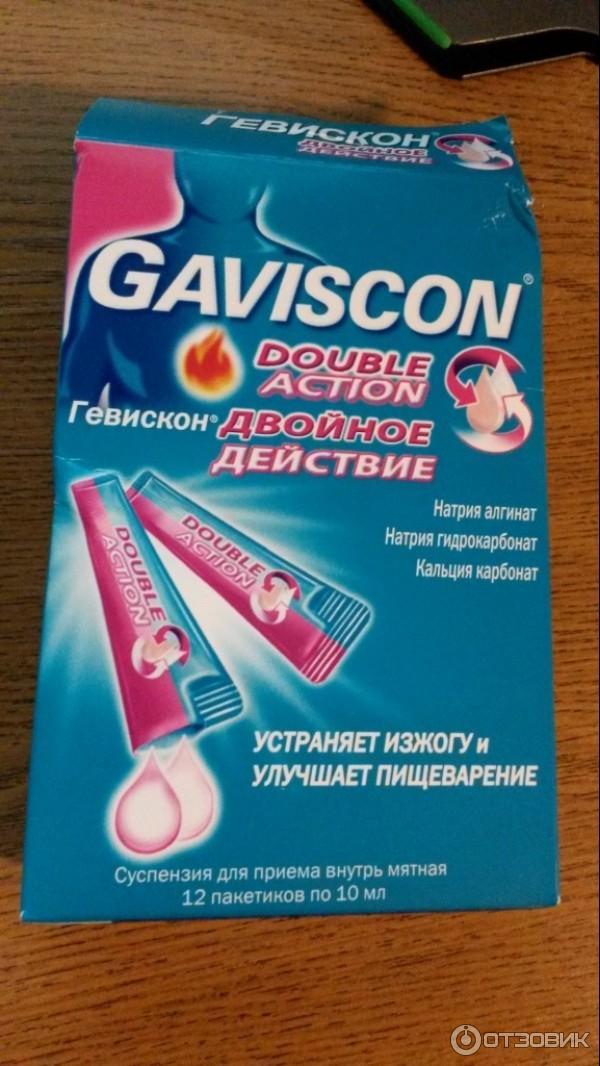 ГЕВИСКОН®
ДВОЙНОЕ
ДЕЙСТВИЕ
GAVISCON®
DOUBLE
ACTION
Гевискон® ДВОЙНОЕ
ДЕЙСТВИЕ
Натрия алгинат
Натрия гидрокарбонат
Кальция карбонат
DOUBLE
ACTION
DOUBLE
ACTION
УСТРАНЯЕТ ИЗЖОГУ и
УЛУЧШАЕТ ПИЩЕВАРЕНИЕ
Суспензия для приема внутрь мятная
12 пакетиков по 10 мл
ОТЗОВИК